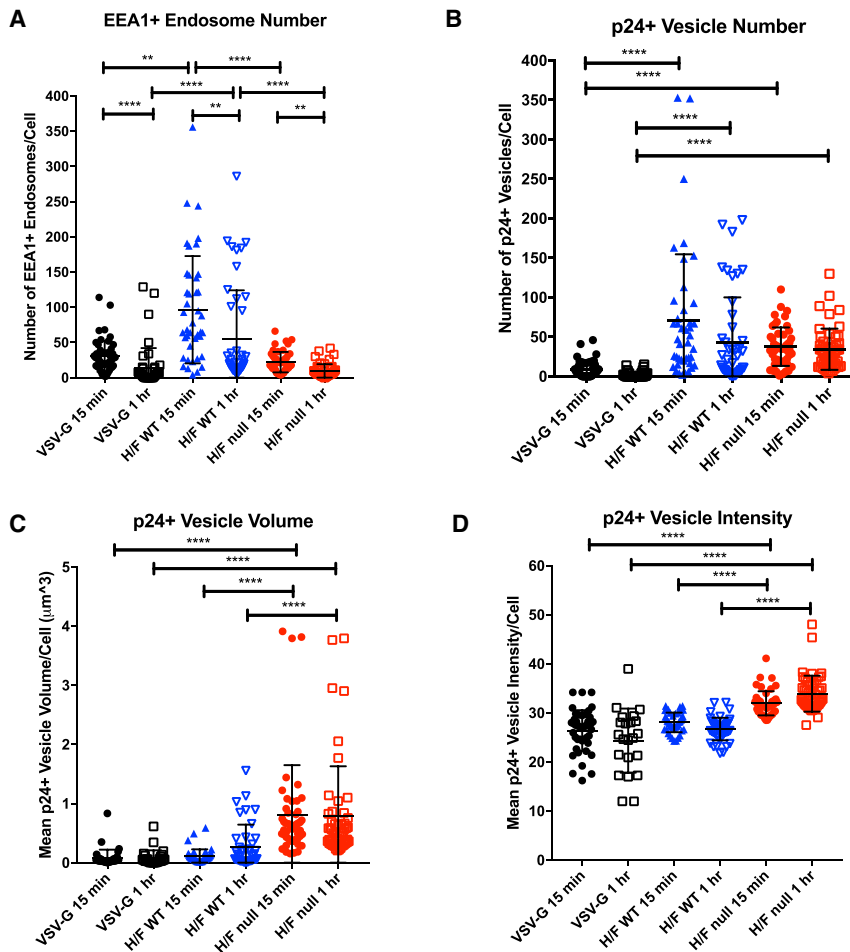 A
EEA1+ Endosome Number
** ****
**** ****
**** ** **
Number of EEA1+ Endosomes/Cell
400
350
300
250
200
150
100
50
0
VSV-G 15 min
VSV-G 1 hr
H/F WT 15 min
H/F WT 1 hr
H/F null 15 min
H/F null 1 hr
B
p24+ Vesicle Number
****
****
****
****
Number of p24+ Vesicles/Cell
400
350
300
250
200
150
100
50
0
VSV-G 15 min
VSV-G 1 hr
H/F WT 15 min
H/F WT 1 hr
H/F null 15 min
H/F null 1 hr
C
p24+ Vesicle Volume
****
****
****
****
Mean p24+ Vesicle Volume/Cell (μm^3)
5
4
3
2
1
0
VSV-G 15 min
VSV-G 1 hr
H/F WT 15 min
H/F WT 1 hr
H/F null 15 min
H/F null 1 hr
D
p24+ Vesicle Intensity
****
****
****
****
Mean p24+ Vesicle Inensity/Cell
60
50
40
30
20
10
0
VSV-G 15 min
VSV-G 1 hr
H/F WT 15 min
H/F WT 1 hr
H/F null 15 min
H/F null 1 hr